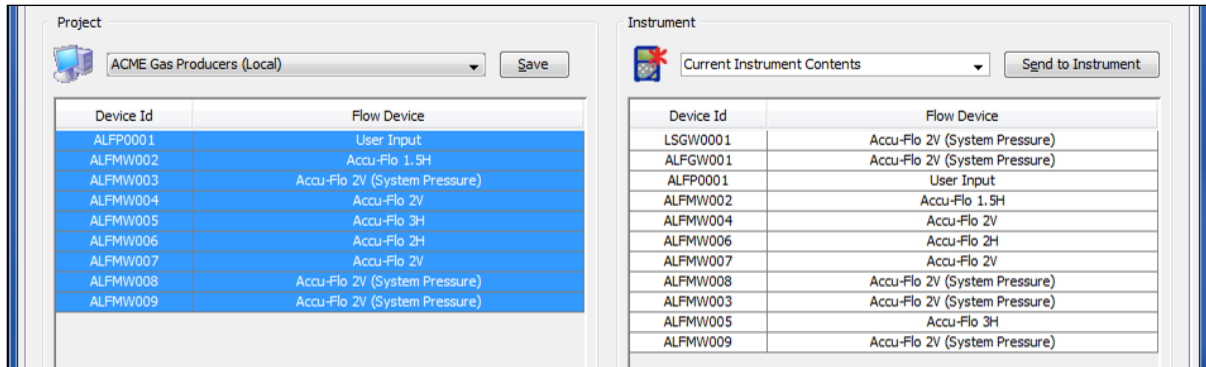 Project
ACME Gas Producers (Local)
Save
Device Id Flow Device
ALFP0001 User Input
ALFMW002 Accu-Flo 1.5H
ALFMW003 Accu-Flo 2V (System Pressure)
ALFMW004 Accu-Flo 2V
ALFMW005 Accu-Flo 3H
ALFMW006 Accu-Flo 2H
ALFMW007 Accu-Flo 2V
ALFMW008 Accu-Flo 2V (System Pressure)
ALFMW009 Accu-Flo 2V (System Pressure)
Instrument
Current Instrument Contents
Send to Instrument
Device Id Flow Device
LSGW0001 Accu-Flo 2V (System Pressure)
ALFGW001 Accu-Flo 2V (System Pressure)
ALFP0001 User Input
ALFMW002 Accu-Flo 1.5H
ALFMW004 Accu-Flo 2V
ALFMW006 Accu-Flo 2H
ALFMW007 Accu-Flo 2V
ALFMW008 Accu-Flo 2V (System Pressure)
ALFMW003 Accu-Flo 2V (System Pressure)
ALFMW005 Accu-Flo 3H
ALFMW009 Accu-Flo 2V (System Pressure)